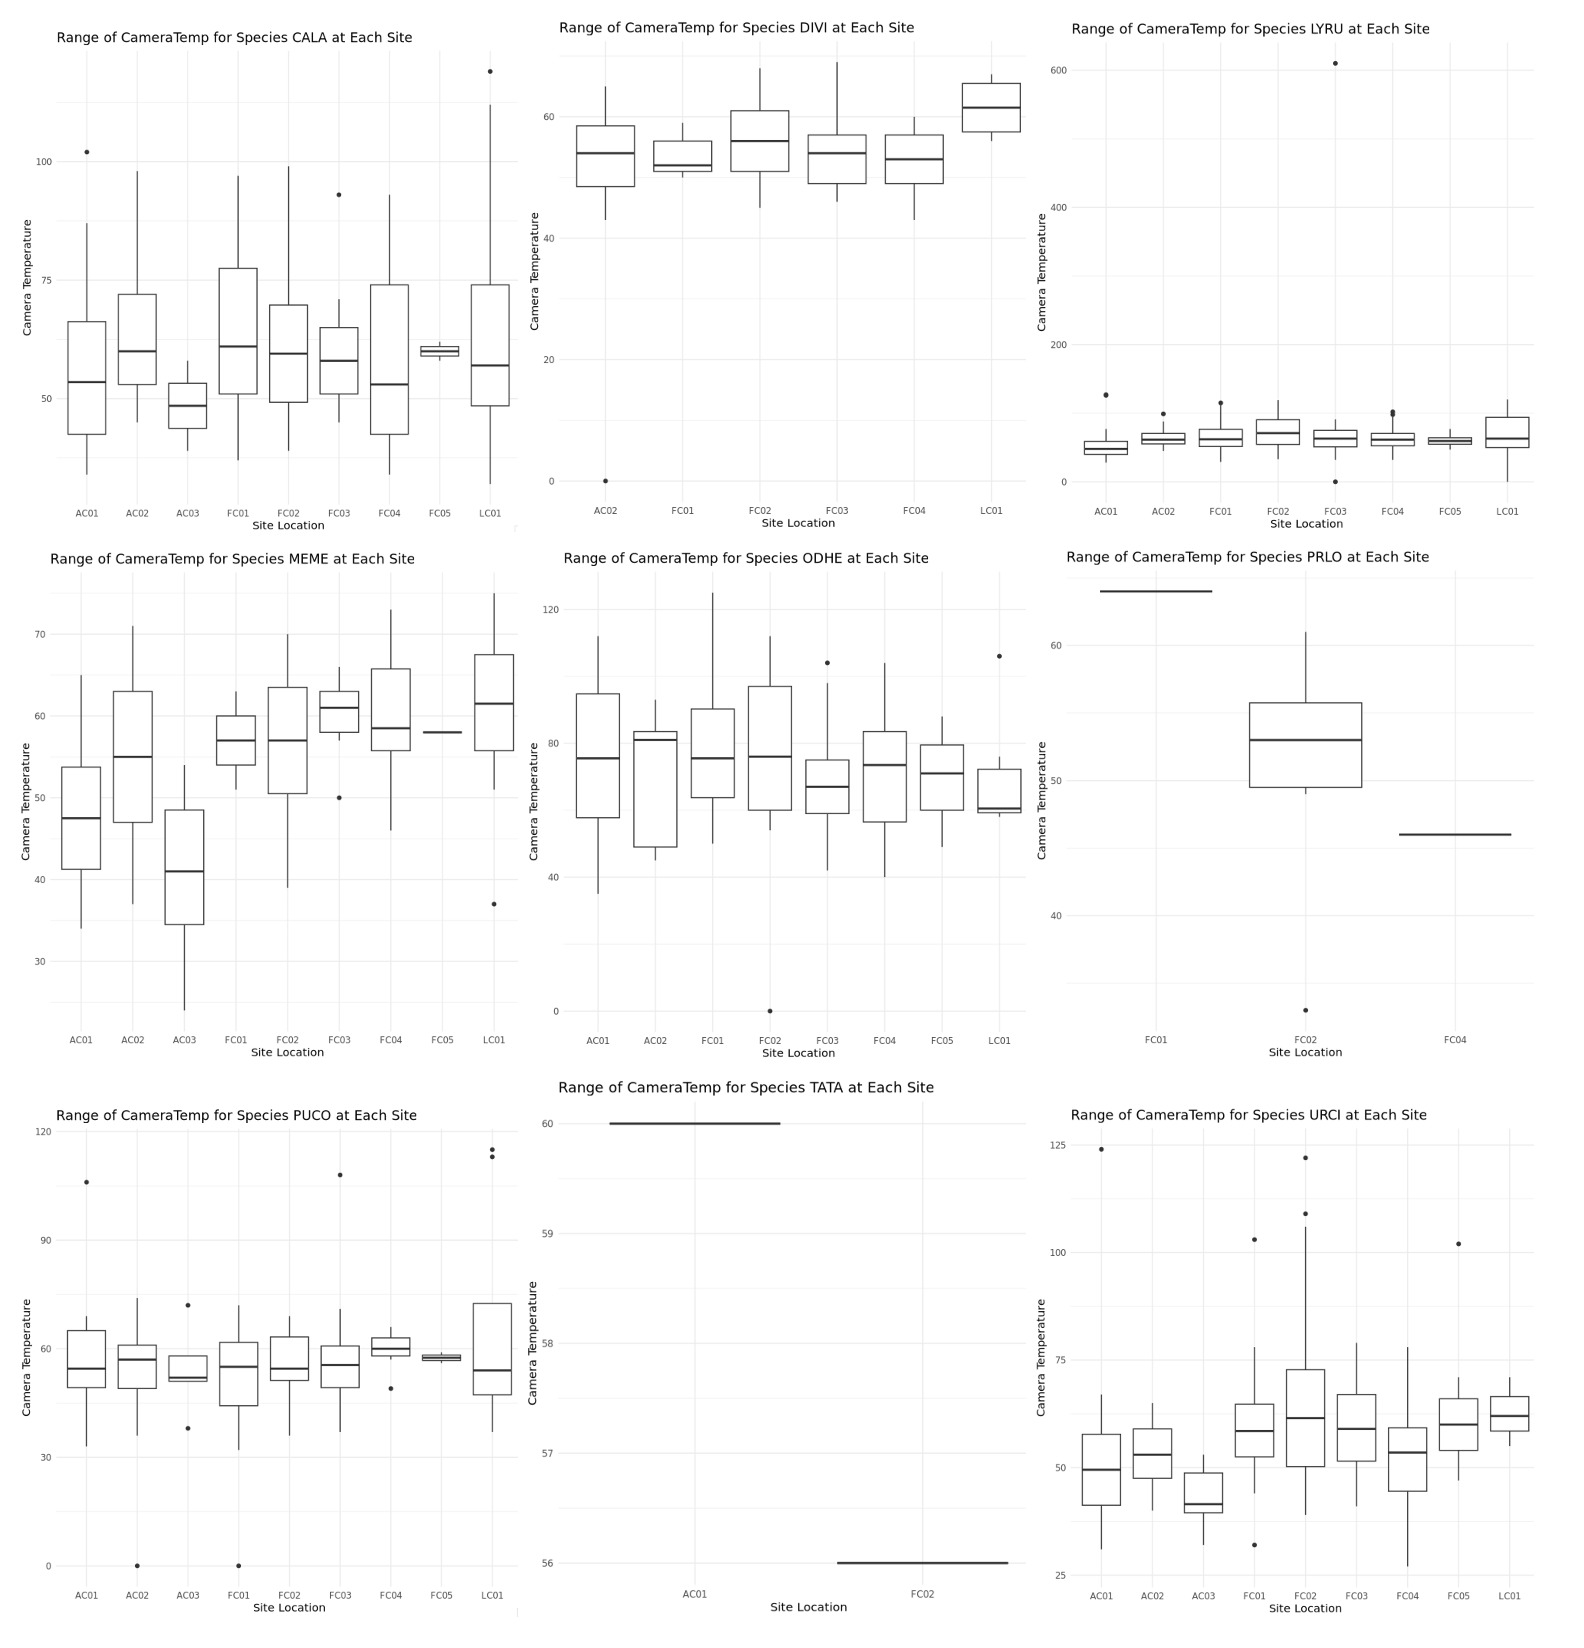 Range of CameraTemp for Species CALA at Each Site
Camera Temperature
100
75
50
AC01 AC02 AC03 FC01 FC02 FC03 FC04 FC05 LC01
Site Location
Range of CameraTemp for Species DIVI at Each Site
Camera Temperature
60
40
20
0
AC02 FC01 FC02 FC03 FC04 LC01
Site Location
Range of CameraTemp for Species LYRU at Each Site
Camera Temperature
600
400
200
0
AC01 AC02 FC01 FC02 FC03 FC04 FC05 LC01
Site Location
Range of CameraTemp for Species MEME at Each Site
Camera Temperature
70
60
50
40
30
AC01 AC02 AC03 FC01 FC02 FC03 FC04 FC05 LC01
Site Location
Range of CameraTemp for Species ODHE at Each Site
Camera Temperature
120
80
40
0
AC01 AC02 FC01 FC02 FC03 FC04 FC05 LC01
Site Location
Range of CameraTemp for Species PRLO at Each Site
Camera Temperature
60
50
40
FC01 FC02 FC04
Site Location
Range of CameraTemp for Species PUCO at Each Site
Camera Temperature
120
90
60
30
0
AC01 AC02 AC03 FC01 FC02 FC03 FC04 FC05 LC01
Site Location
Range of CameraTemp for Species TATA at Each Site
Camera Temperature
60
59
58
57
56
AC01 FC02
Site Location
Range of CameraTemp for Species URCI at Each Site
Camera Temperature
125
100
75
50
25
AC01 AC02 AC03 FC01 FC02 FC03 FC04 FC05 LC01
Site Location